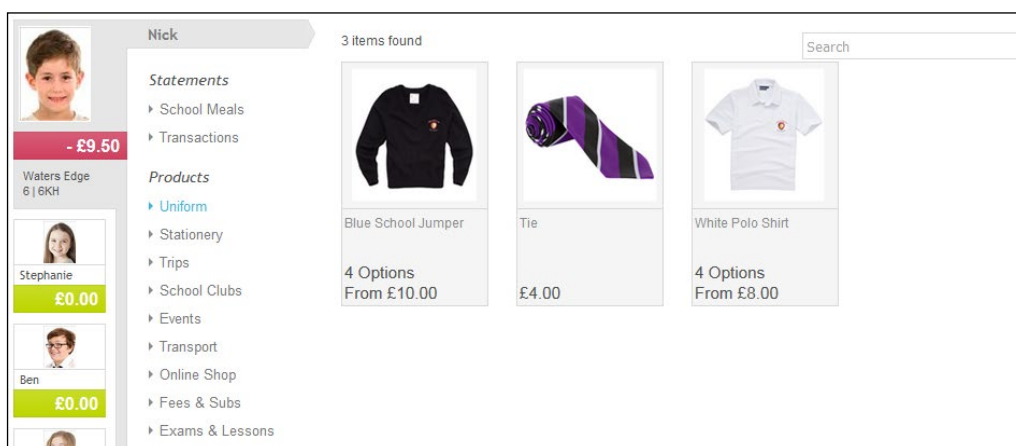 - £9.50
Waters Edge
6 | 6KH
Stephanie
£0.00
Ben
£0.00
Nick
Statements
School Meals
Transactions
Products
Uniform
Stationery
Trips
School Clubs
Events
Transport
Online Shop
Fees & Subs
Exams & Lessons
3 items found
Search
Blue School Jumper
4 Options
From £10.00
Tie
£4.00
White Polo Shirt
4 Options
From £8.00